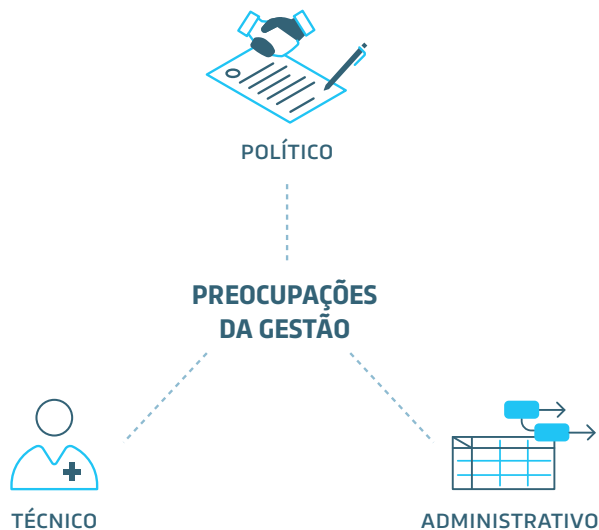 POLÍTICO
PREOCUPAÇÕES
DA GESTÃO
TÉCNICO
ADMINISTRATIVO